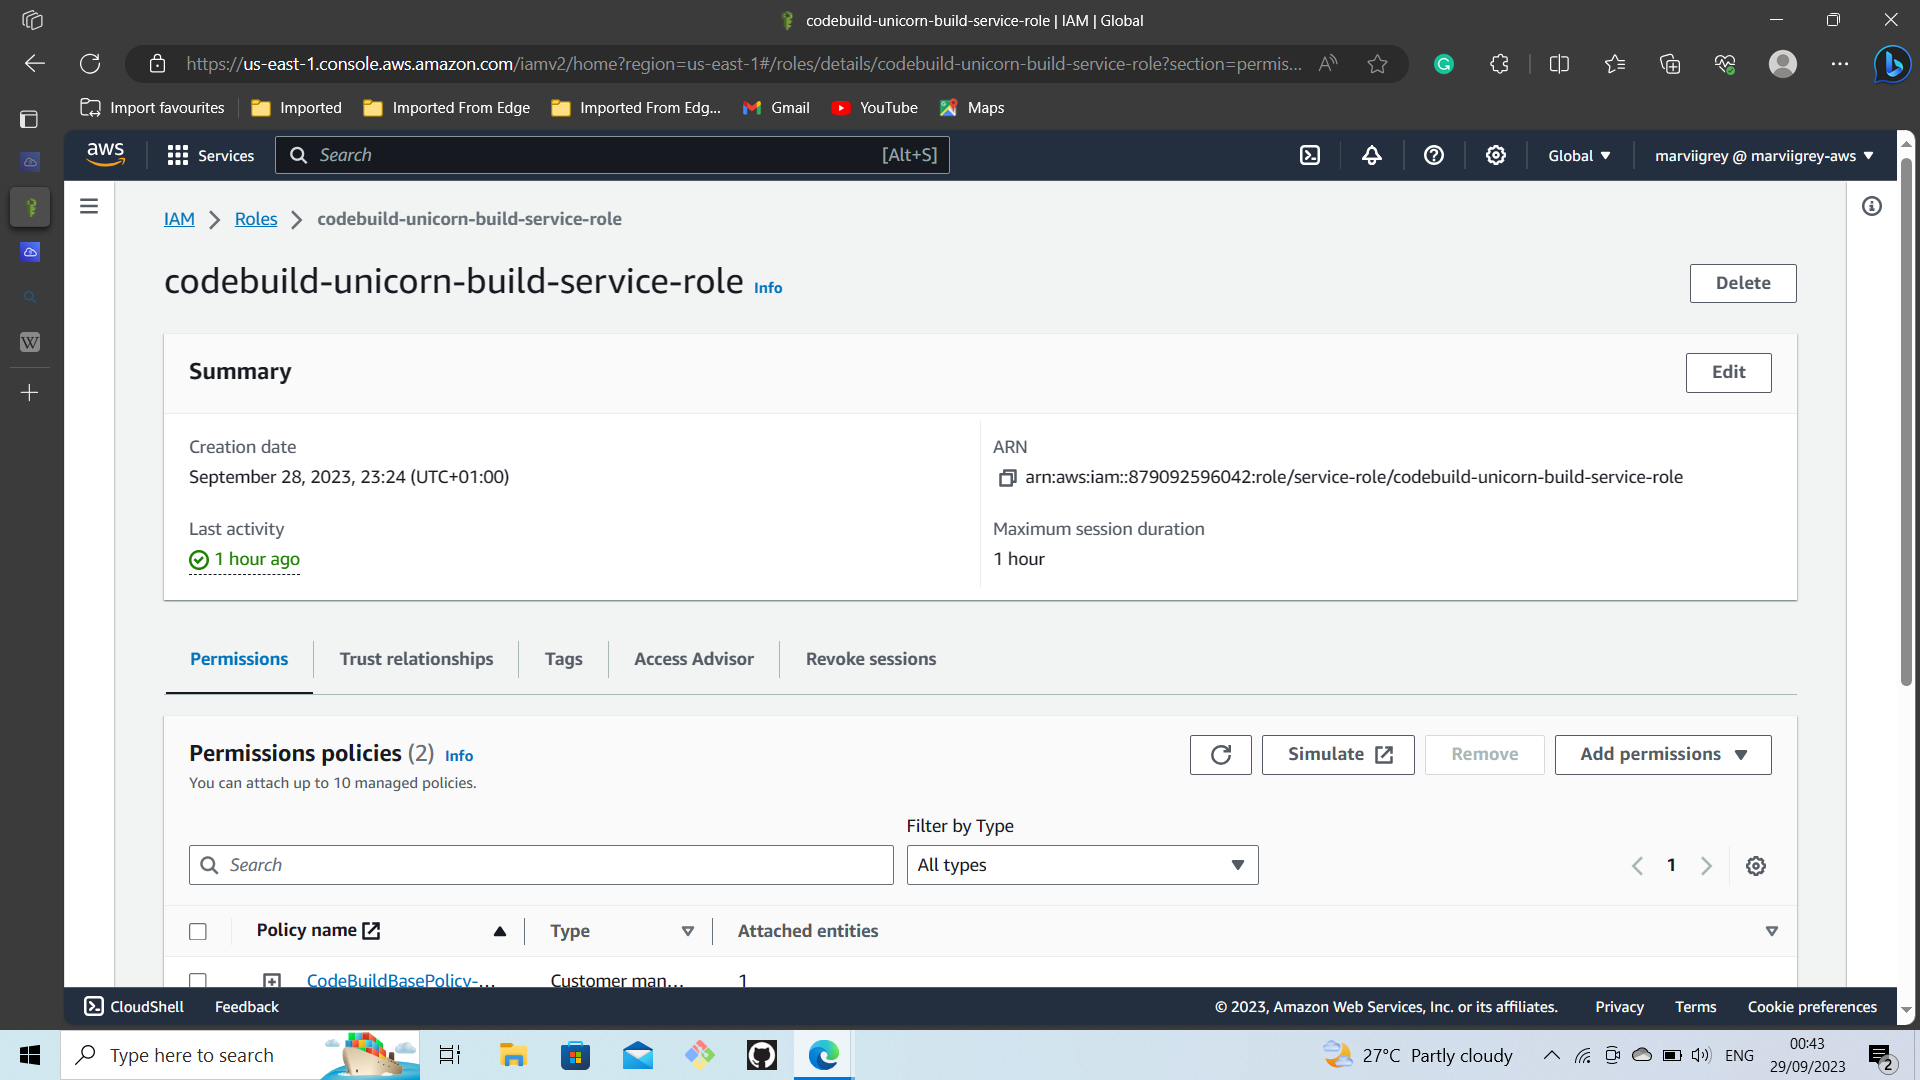 codebuild-unicorn-build-service-role | IAM | Global
https://us-east-1.console.aws.amazon.com/iamv2/home?region=us-east-1#/roles/details/codebuild-unicorn-build-service-role?section=permis...
Import favourites Imported Imported From Edge Imported From Edg... Gmail YouTube Maps
aws Services Search [Alt+S] Global marviigrey @ marviigrey-aws
IAM Roles codebuild-unicorn-build-service-role
codebuild-unicorn-build-service-role Info Delete
Summary Edit
Creation date ARN
September 28, 2023, 23:24 (UTC+01:00) arn:aws:iam::879092596042:role/service-role/codebuild-unicorn-build-service-role
Last activity Maximum session duration
1 hour ago 1 hour
Permissions Trust relationships Tags Access Advisor Revoke sessions
Permissions policies (2) Info Simulate Remove Add permissions
You can attach up to 10 managed policies.
Filter by Type
Search All types 1
Policy name Type Attached entities
CodeBuildBasePolicy-... Customer man... 1
CloudShell Feedback © 2023, Amazon Web Services, Inc. or its affiliates. Privacy Terms Cookie preferences
Type here to search 27°C Partly cloudy ENG 00:43
29/09/2023 2